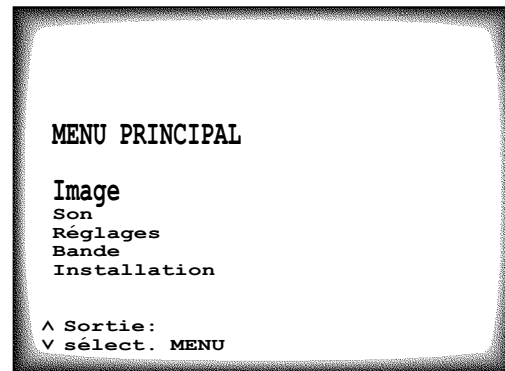 MENU PRINCIPAL
Image
Son
Réglages
Bande
Installation
∧ Sortie:
∨ sélect. MENU